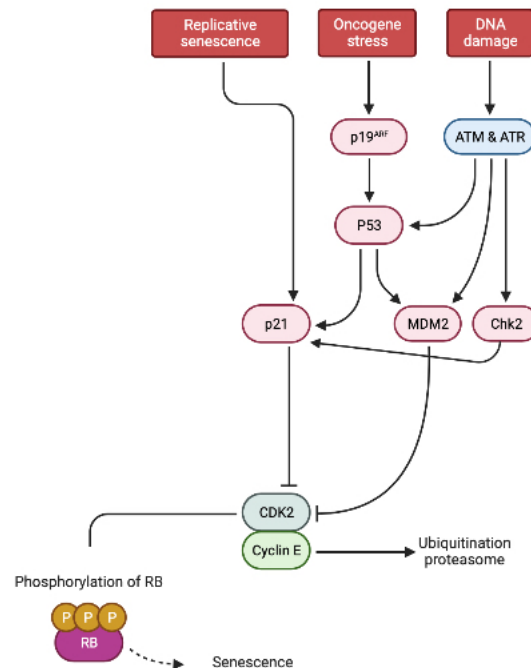 Replicative
senescence
Oncogene
stress
DNA
damage
p19ᴬᴿᶠ
ATM & ATR
P53
p21
MDM2
Chk2
CDK2
Cyclin E
Ubiquitination
proteasome
Phosphorylation of RB
P P P
RB
Senescence